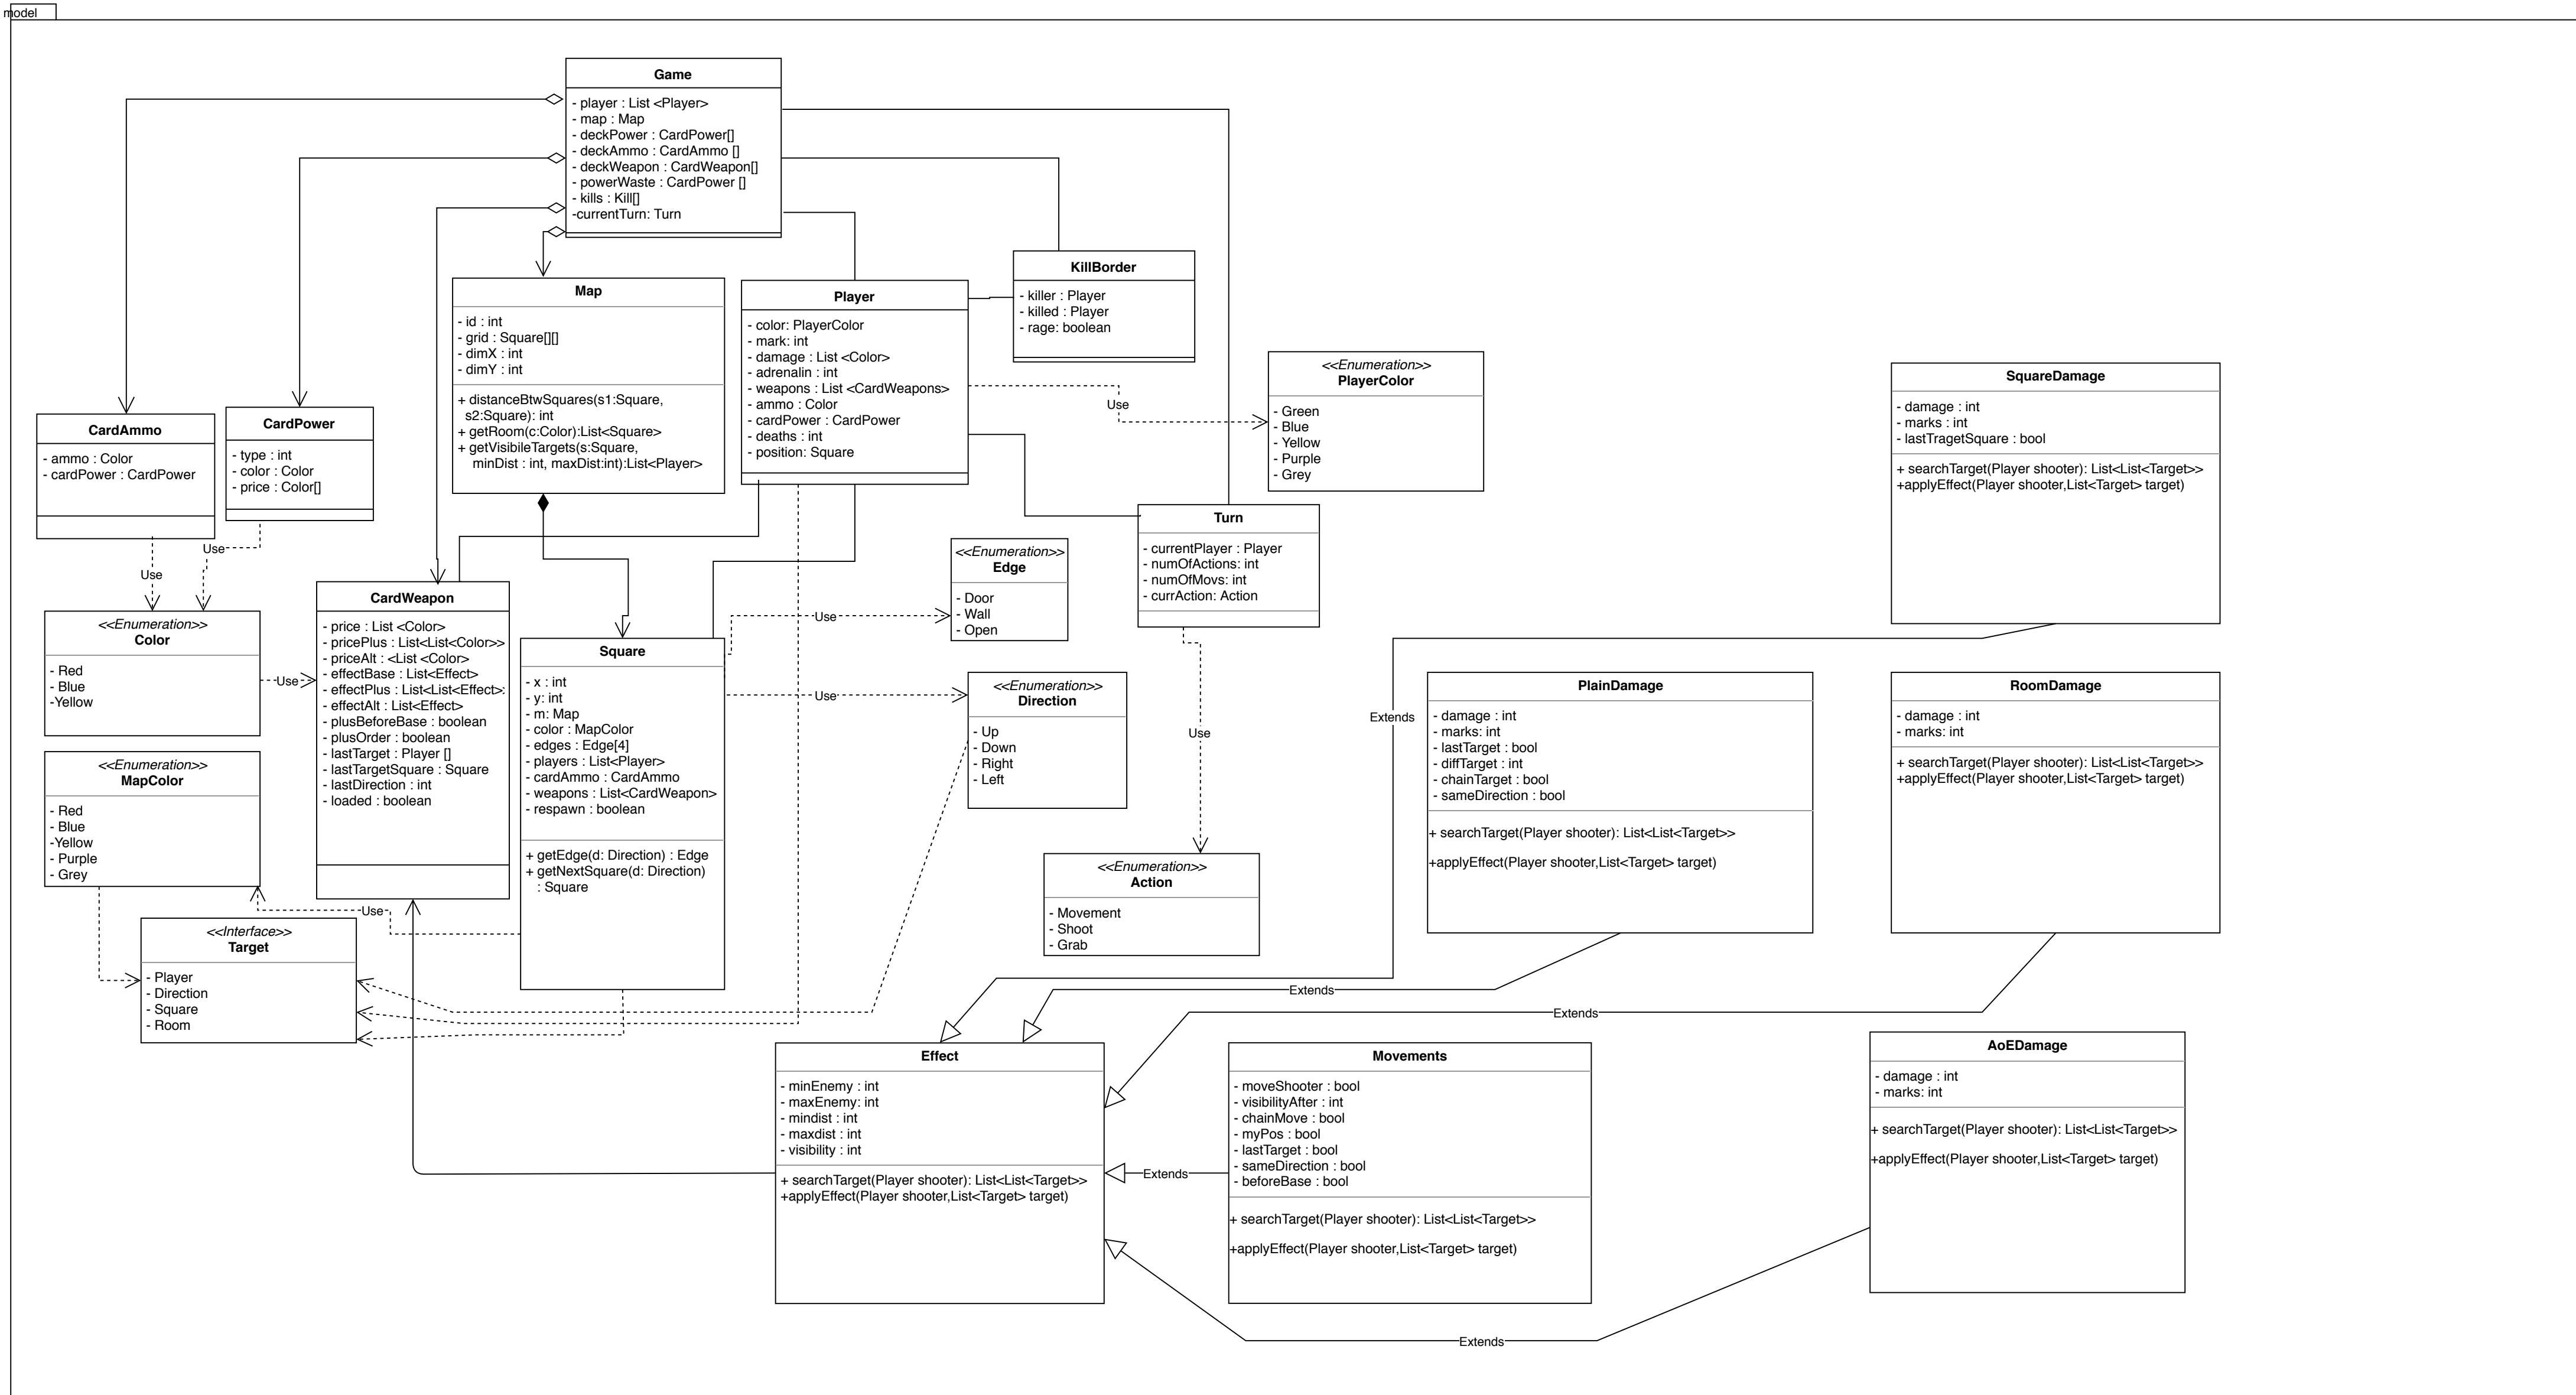 model
Game
- player : List <Player>
- map : Map
- deckPower : CardPower[]
- deckAmmo : CardAmmo []
- deckWeapon : CardWeapon[]
- powerWaste : CardPower []
- kills : Kill[]
-currentTurn: Turn
Map
- id : int
- grid : Square[][]
- dimX : int
- dimY : int
+ distanceBtwSquares(s1:Square,
s2:Square): int
+ getRoom(c:Color):List<Square>
+ getVisibileTargets(s:Square,
minDist : int, maxDist:int):List<Player>
Player
- color: PlayerColor
- mark: int
- damage : List <Color>
- adrenalin : int
- weapons : List <CardWeapons>
- ammo : Color
- cardPower : CardPower
- deaths : int
- position: Square
KillBorder
- killer : Player
- killed : Player
- rage: boolean
<<Enumeration>>
PlayerColor
- Green
- Blue
- Yellow
- Purple
- Grey
Use
SquareDamage
- damage : int
- marks : int
- lastTragetSquare : bool
+ searchTarget(Player shooter): List<List<Target>>
+applyEffect(Player shooter,List<Target> target)
CardAmmo
- ammo : Color
- cardPower : CardPower
CardPower
- type : int
- color : Color
- price : Color[]
Use
Use
Turn
- currentPlayer : Player
- numOfActions: int
- numOfMovs: int
- currAction: Action
<<Enumeration>>
Edge
- Door
- Wall
- Open
Use
<<Enumeration>>
Color
- Red
- Blue
-Yellow
Use
CardWeapon
- price : List <Color>
- pricePlus : List<List<Color>>
- priceAlt : <List <Color>
- effectBase : List<Effect>
- effectPlus : List<List<Effect>:
- effectAlt : List<Effect>
- plusBeforeBase : boolean
- plusOrder : boolean
- lastTarget : Player []
- lastTargetSquare : Square
- lastDirection : int
- loaded : boolean
Square
- x : int
- y: int
- m: Map
- color : MapColor
- edges : Edge[4]
- players : List<Player>
- cardAmmo : CardAmmo
- weapons : List<CardWeapon>
- respawn : boolean
+ getEdge(d: Direction) : Edge
+ getNextSquare(d: Direction)
: Square
Use
<<Enumeration>>
Direction
- Up
- Down
- Right
- Left
Use
Extends
PlainDamage
- damage : int
- marks: int
- lastTarget : bool
- diffTarget : int
- chainTarget : bool
- sameDirection : bool
+ searchTarget(Player shooter): List<List<Target>>
+applyEffect(Player shooter,List<Target> target)
RoomDamage
- damage : int
- marks: int
+ searchTarget(Player shooter): List<List<Target>>
+applyEffect(Player shooter,List<Target> target)
<<Enumeration>>
MapColor
- Red
- Blue
-Yellow
- Purple
- Grey
Use
<<Enumeration>>
Action
- Movement
- Shoot
- Grab
<<Interface>>
Target
- Player
- Direction
- Square
- Room
Extends
Extends
Effect
- minEnemy : int
- maxEnemy: int
- mindist : int
- maxdist : int
- visibility : int
+ searchTarget(Player shooter): List<List<Target>>
+applyEffect(Player shooter,List<Target> target)
Extends
Movements
- moveShooter : bool
- visibilityAfter : int
- chainMove : bool
- myPos : bool
- lastTarget : bool
- sameDirection : bool
- beforeBase : bool
+ searchTarget(Player shooter): List<List<Target>>
+applyEffect(Player shooter,List<Target> target)
AoEDamage
- damage : int
- marks: int
+ searchTarget(Player shooter): List<List<Target>>
+applyEffect(Player shooter,List<Target> target)
Extends